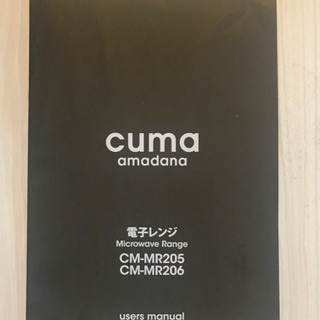 cuma
amadana
電子レンジ
Microwave Range
CM-MR205
CM-MR206
users manual